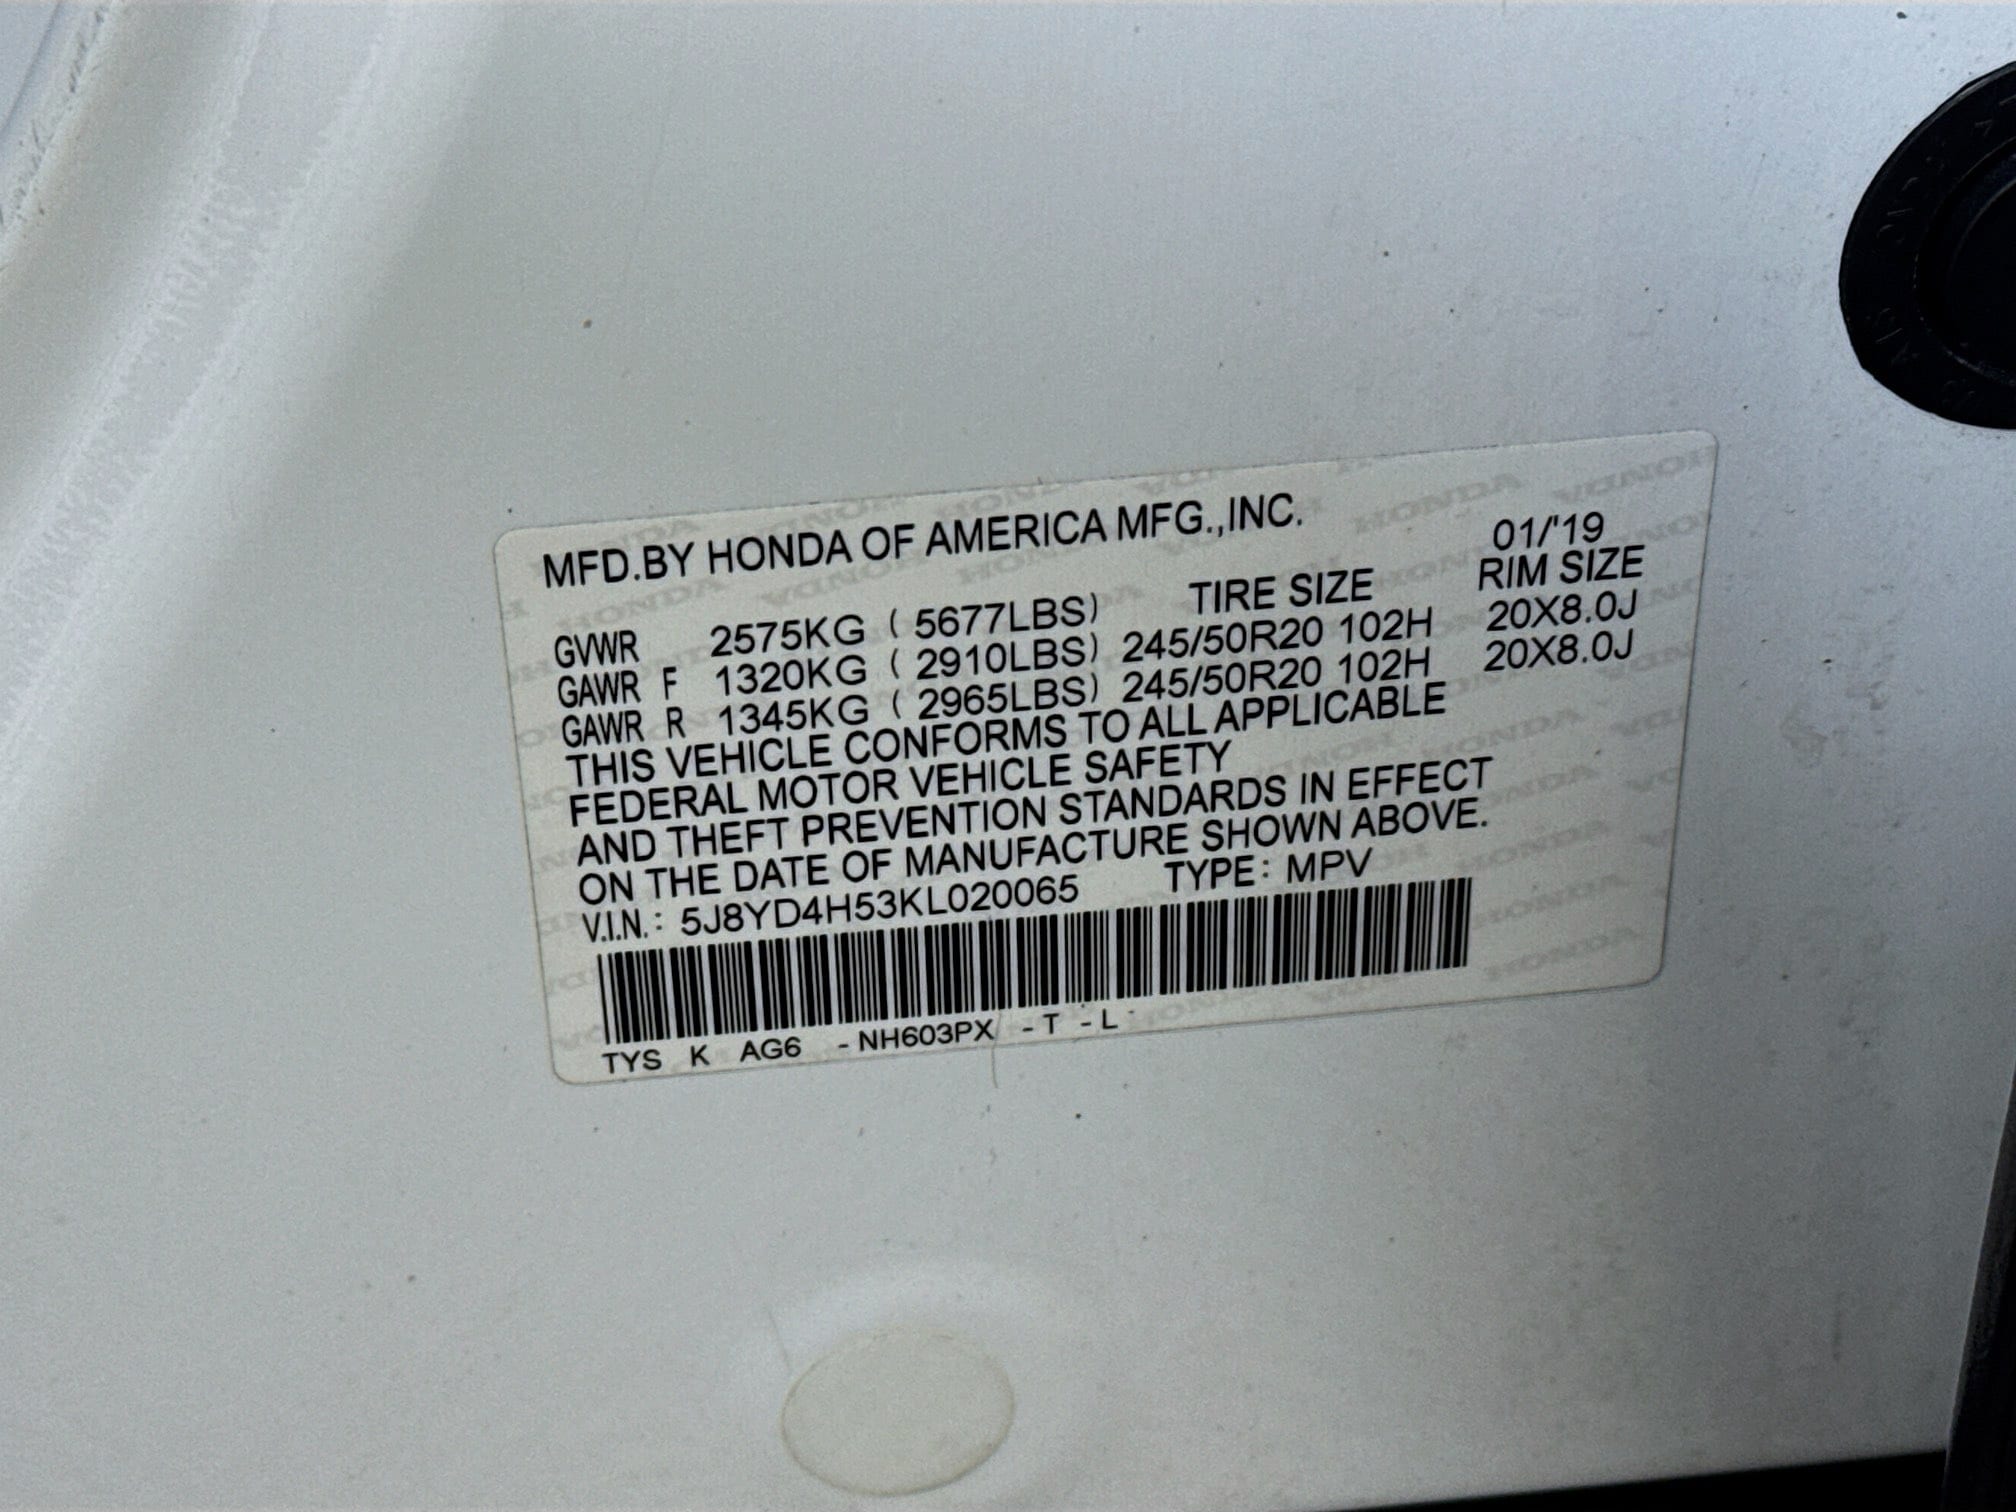 MFD.BY HONDA OF AMERICA MFG.,INC.
01/'19
TIRE SIZE RIM SIZE
GVWR 2575KG ( 5677LBS)
GAWR F 1320KG ( 2910LBS) 245/50R20 102H 20X8.0J
GAWR R 1345KG ( 2965LBS) 245/50R20 102H 20X8.0J
THIS VEHICLE CONFORMS TO ALL APPLICABLE
FEDERAL MOTOR VEHICLE SAFETY
AND THEFT PREVENTION STANDARDS IN EFFECT
ON THE DATE OF MANUFACTURE SHOWN ABOVE.
V.I.N.: 5J8YD4H53KL020065 TYPE: MPV
TYS K AG6 -NH603PX -T -L